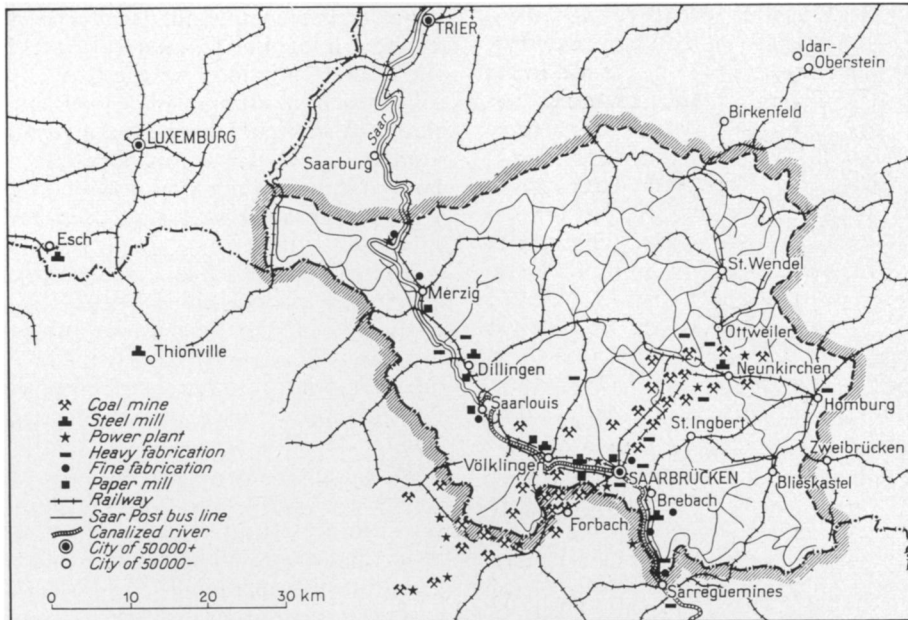 TRIER
Idar-
Oberstein
Birkenfeld
LUXEMBURG
Saar
Saarburg
Esch
St. Wendel
Merzig
Ottweiler
Thionville
Dillingen
Neunkirchen
Saarlouis
Homburg
St. Ingbert
Zweibrücken
Völklingen
SAARBRÜCKEN
Blieskastel
Brebach
Forbach
Sarreguemines
Coal mine
Steel mill
Power plant
Heavy fabrication
Fine fabrication
Paper mill
Railway
Saar Post bus line
Canalized river
City of 50000+
City of 50000-
0 10 20 30 km